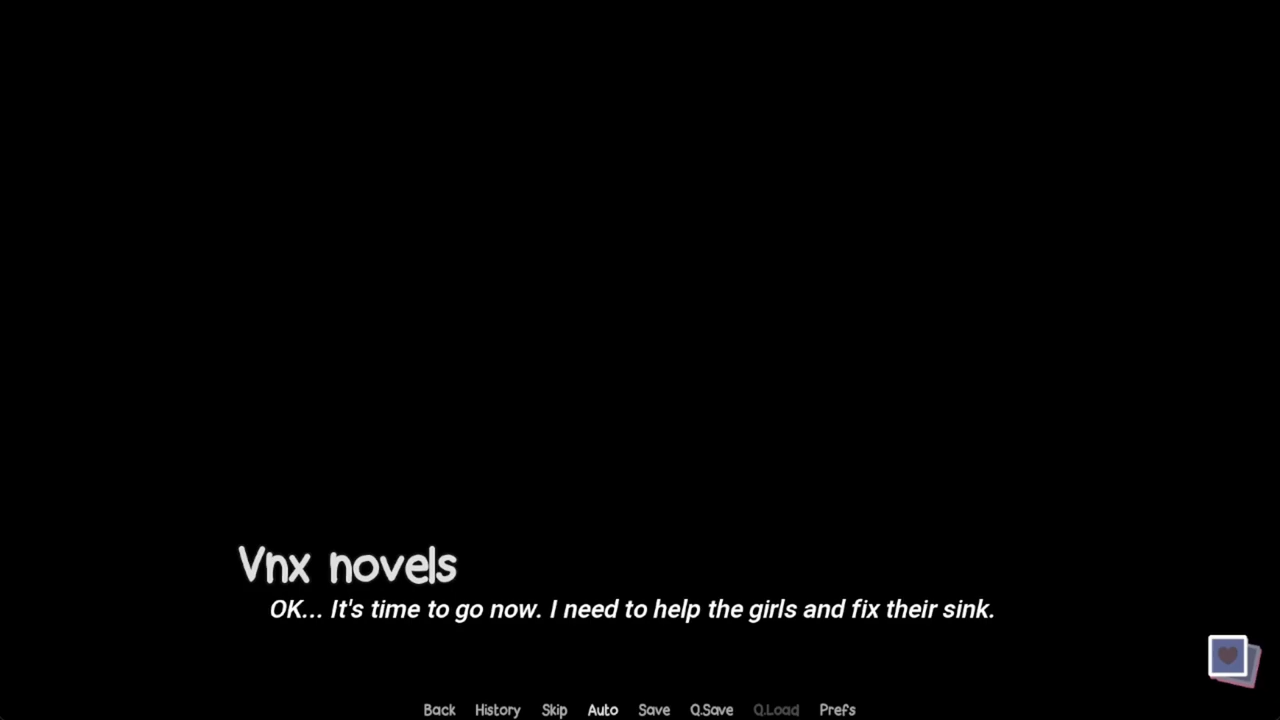 Vnx novels
OK... It's time to go now. I need to help the girls and fix their sink.
Back History Skip Auto Save Q.Save Q.Load Prefs